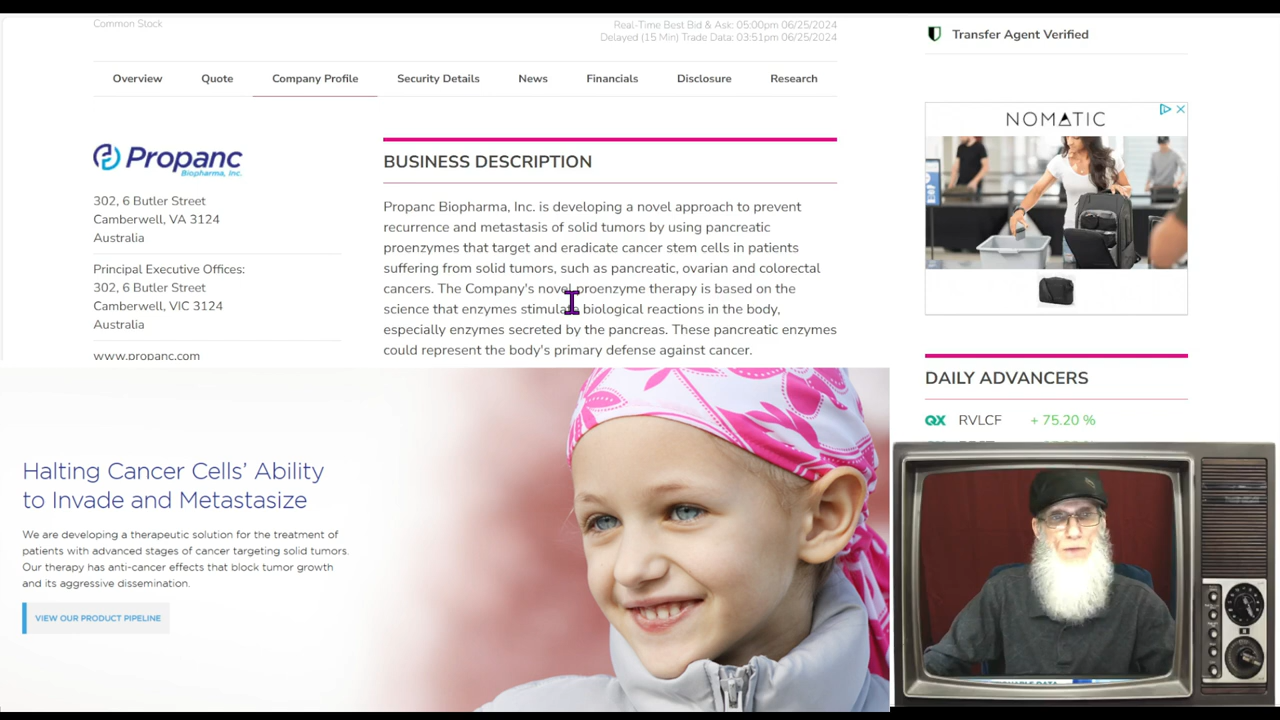 Common Stock
Real-Time Best Bid & Ask: 05:00pm 06/25/2024
Delayed (15 Min) Trade Data: 03:51pm 06/25/2024
Transfer Agent Verified
Overview Quote Company Profile Security Details News Financials Disclosure Research
NOMATIC
Propanc
Biopharma, Inc.
302, 6 Butler Street
Camberwell, VA 3124
Australia
Principal Executive Offices:
302, 6 Butler Street
Camberwell, VIC 3124
Australia
www.propanc.com
BUSINESS DESCRIPTION
Propanc Biopharma, Inc. is developing a novel approach to prevent
recurrence and metastasis of solid tumors by using pancreatic
proenzymes that target and eradicate cancer stem cells in patients
suffering from solid tumors, such as pancreatic, ovarian and colorectal
cancers. The Company's novel proenzyme therapy is based on the
science that enzymes stimulate biological reactions in the body,
especially enzymes secreted by the pancreas. These pancreatic enzymes
could represent the body's primary defense against cancer.
DAILY ADVANCERS
QX RVLCF + 75.20 %
Halting Cancer Cells' Ability
to Invade and Metastasize
We are developing a therapeutic solution for the treatment of
patients with advanced stages of cancer targeting solid tumors.
Our therapy has anti-cancer effects that block tumor growth
and its aggressive dissemination.
VIEW OUR PRODUCT PIPELINE